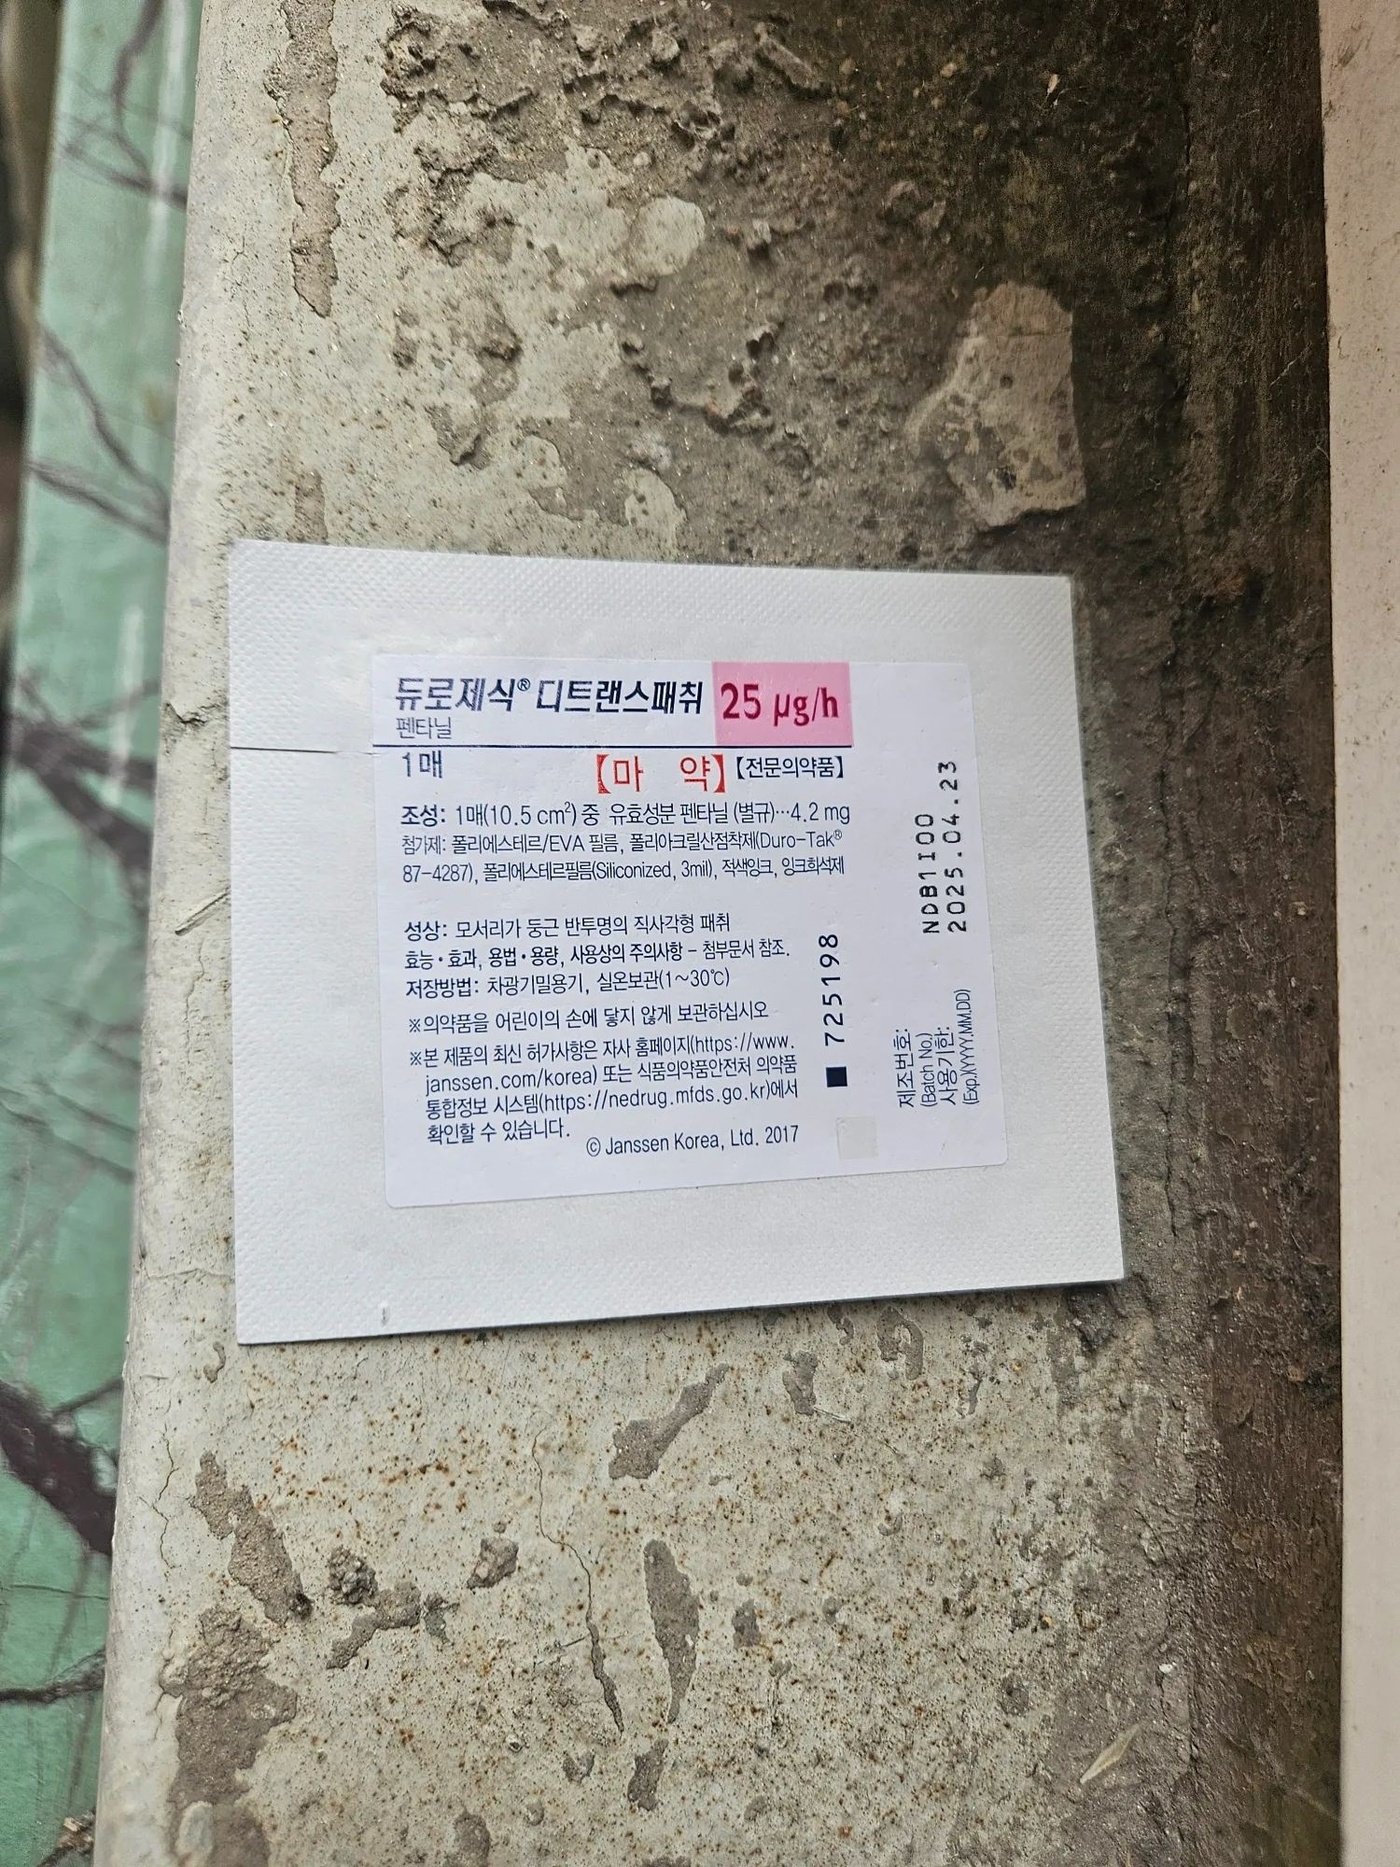 듀로제식® 디트랜스패취 25 µg/h
펜타닐
1매 【마 약】【전문의약품】
조성: 1매(10.5 cm²) 중 유효성분 펜타닐 (별규)···4.2 mg
첨가제: 폴리에스테르/EVA 필름, 폴리아크릴산점착제(Duro-Tak®
87-4287), 폴리에스테르필름(Siliconized, 3mil), 적색잉크, 잉크희석제
성상: 모서리가 둥근 반투명의 직사각형 패취
효능·효과, 용법·용량, 사용상의 주의사항 - 첨부문서 참조.
저장방법: 차광기밀용기, 실온보관(1~30℃)
※의약품을 어린이의 손에 닿지 않게 보관하십시오
※본 제품의 최신 허가사항은 자사 홈페이지(https://www.
janssen.com/korea) 또는 식품의약품안전처 의약품
통합정보 시스템(https://nedrug.mfds.go.kr)에서
확인할 수 있습니다.
© Janssen Korea, Ltd. 2017
■ 725198
제조번호: NDB1I00
(Batch No.)
사용기한: 2025.04.23
(Exp.)(YYYY.MM.DD)